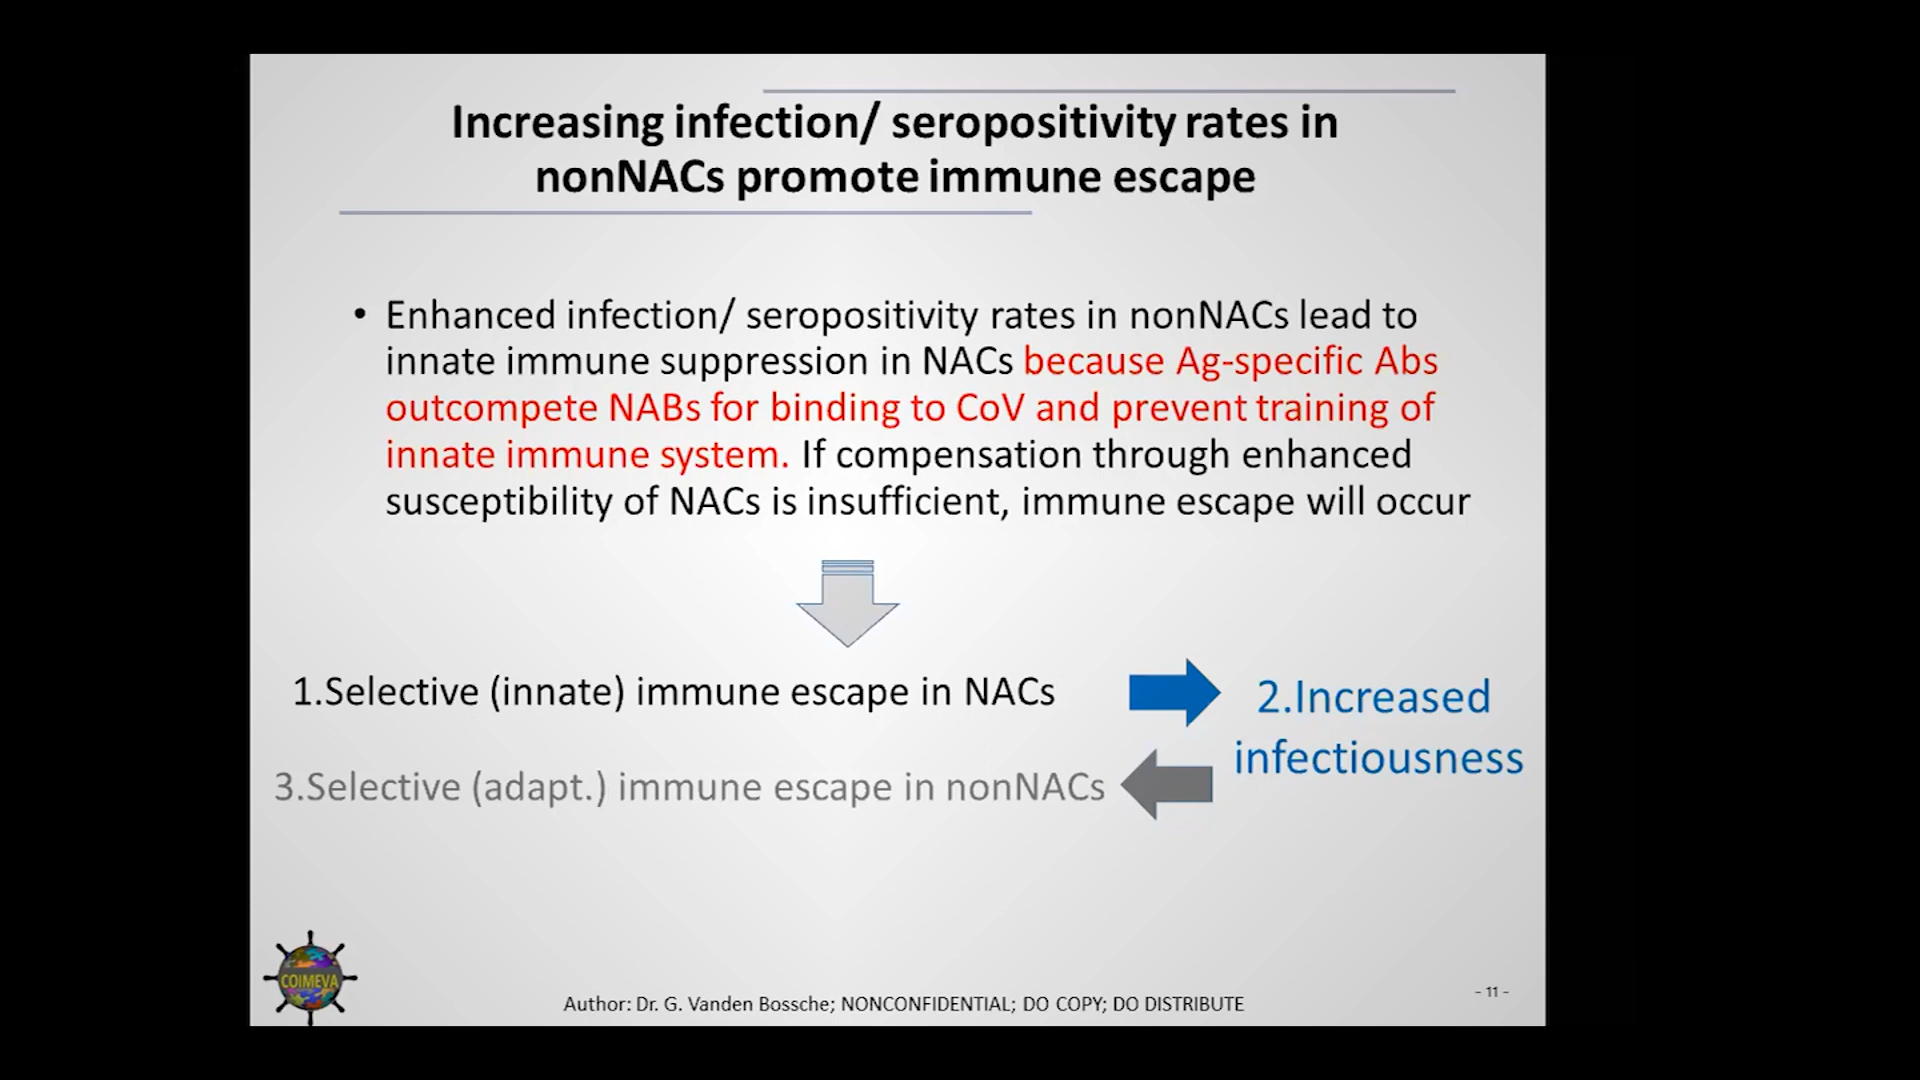 Increasing infection/ seropositivity rates in
nonNACs promote immune escape
• Enhanced infection/ seropositivity rates in nonNACs lead to
innate immune suppression in NACs because Ag-specific Abs
outcompete NABs for binding to CoV and prevent training of
innate immune system. If compensation through enhanced
susceptibility of NACs is insufficient, immune escape will occur
1.Selective (innate) immune escape in NACs
2.Increased
infectiousness
3.Selective (adapt.) immune escape in nonNACs
COIMEVA
Author: Dr. G. Vanden Bossche; NONCONFIDENTIAL; DO COPY; DO DISTRIBUTE
- 11 -